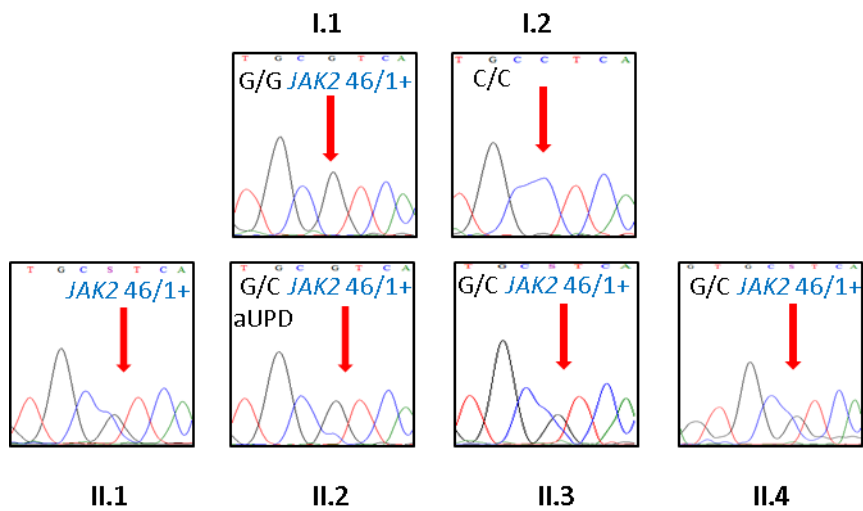 I.1 I.2
T G C G T C A
G/G JAK2 46/1+
T G C C T C A
C/C
T G C S T C A
JAK2 46/1+
T G C G T C A
G/C JAK2 46/1+
aUPD
T G C S T C A
G/C JAK2 46/1+
G T G C S T C A
G/C JAK2 46/1+
II.1 II.2 II.3 II.4